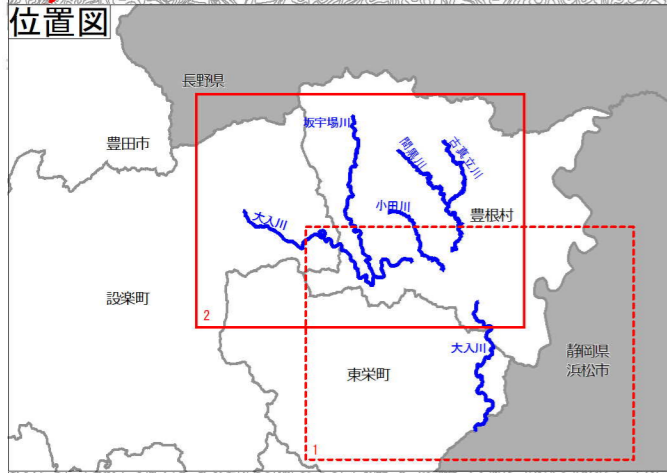 位置図
長野県
豊田市
坂宇場川
間黒川
古真立川
小田川
大入川
豊根村
設楽町
2
大入川
静岡県
浜松市
東栄町
1